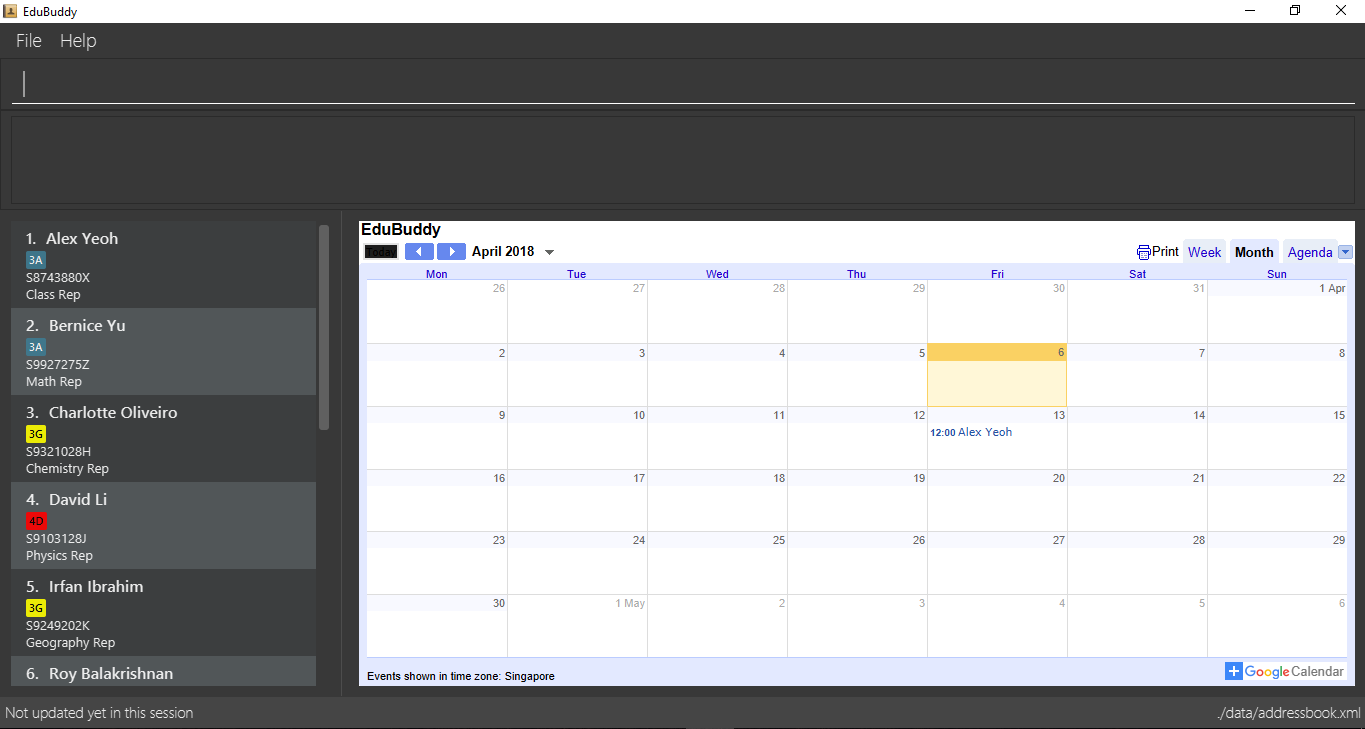 EduBuddy
File Help
1. Alex Yeoh
3A
S8743880X
Class Rep
2. Bernice Yu
3A
S9927275Z
Math Rep
3. Charlotte Oliveiro
3G
S9321028H
Chemistry Rep
4. David Li
4D
S9103128J
Physics Rep
5. Irfan Ibrahim
3G
S9249202K
Geography Rep
6. Roy Balakrishnan
EduBuddy
Today April 2018 Print Week Month Agenda
Mon Tue Wed Thu Fri Sat Sun
26 27 28 29 30 31 1 Apr
2 3 4 5 6 7 8
9 10 11 12 13 14 15
12:00 Alex Yeoh
16 17 18 19 20 21 22
23 24 25 26 27 28 29
30 1 May 2 3 4 5 6
Events shown in time zone: Singapore
+ Google Calendar
Not updated yet in this session ./data/addressbook.xml